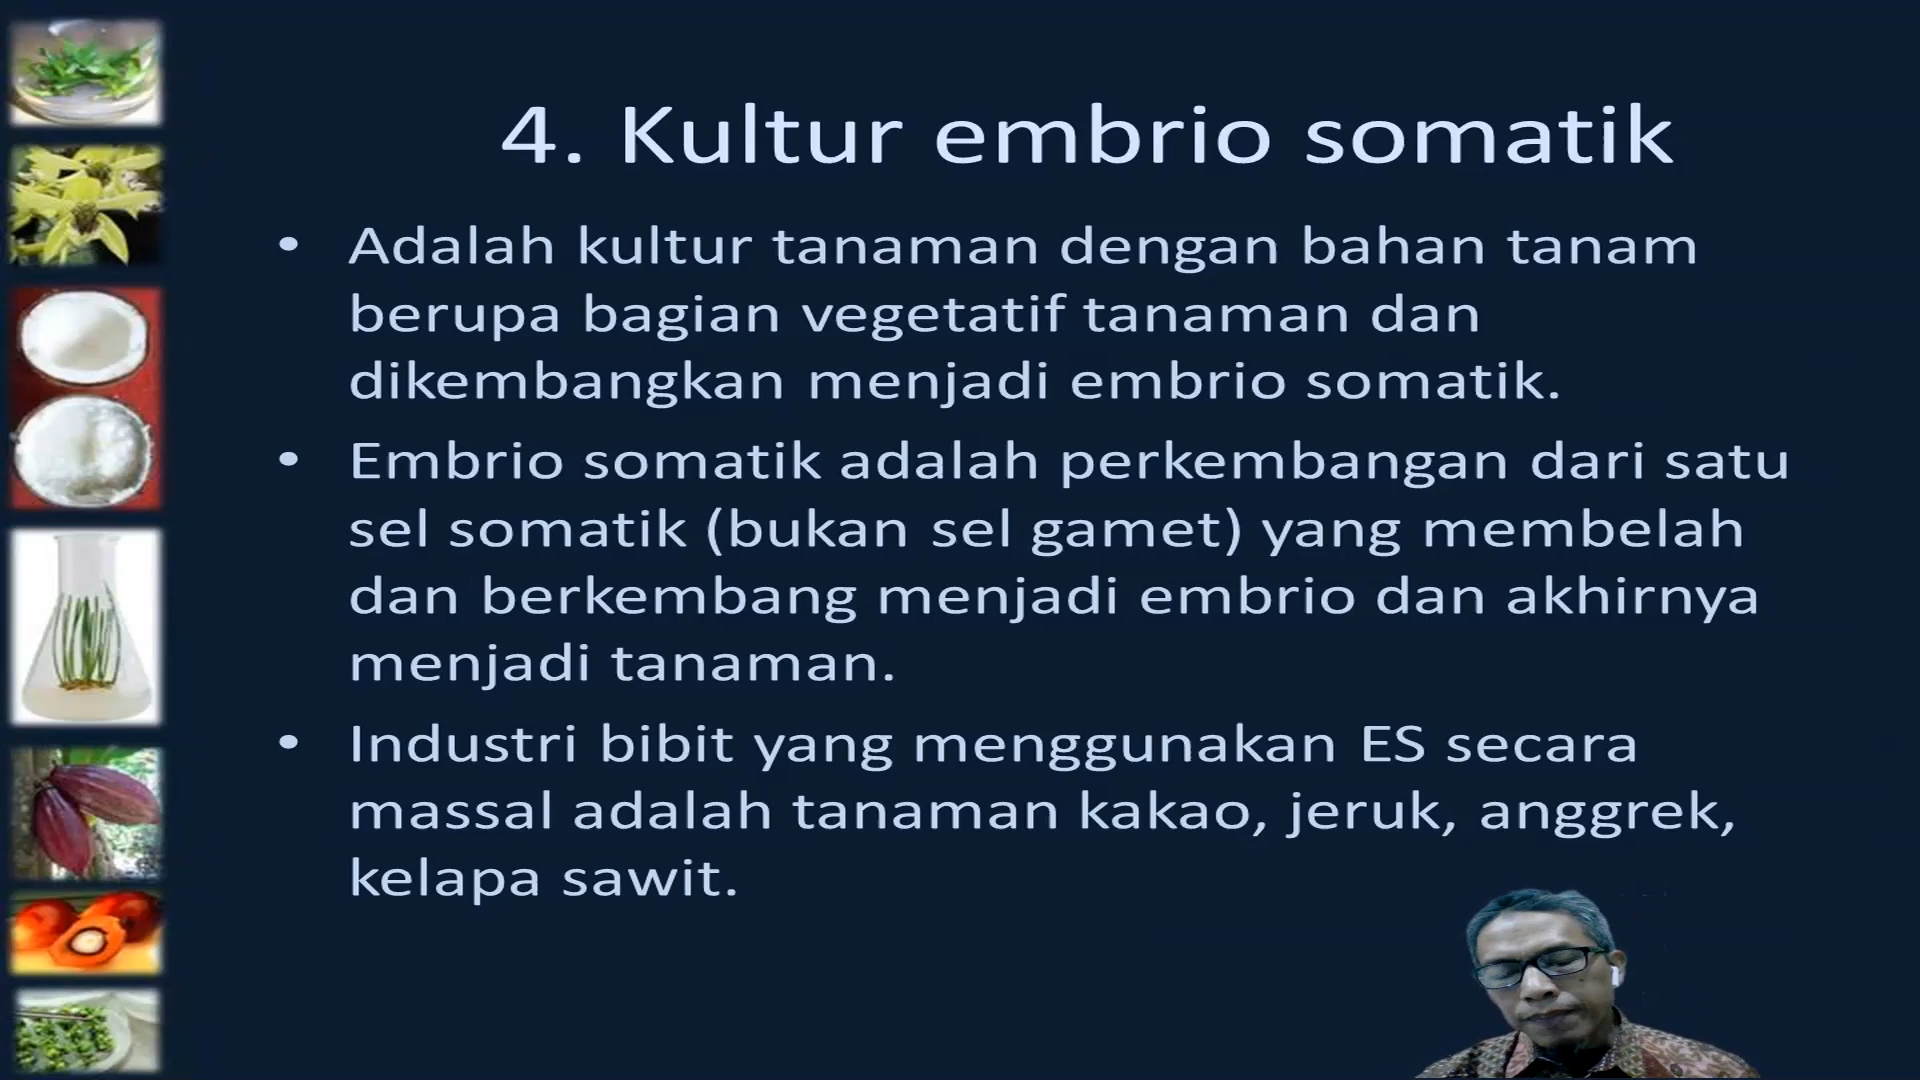 4. Kultur embrio somatik
• Adalah kultur tanaman dengan bahan tanam
berupa bagian vegetatif tanaman dan
dikembangkan menjadi embrio somatik.
• Embrio somatik adalah perkembangan dari satu
sel somatik (bukan sel gamet) yang membelah
dan berkembang menjadi embrio dan akhirnya
menjadi tanaman.
• Industri bibit yang menggunakan ES secara
massal adalah tanaman kakao, jeruk, anggrek,
kelapa sawit.